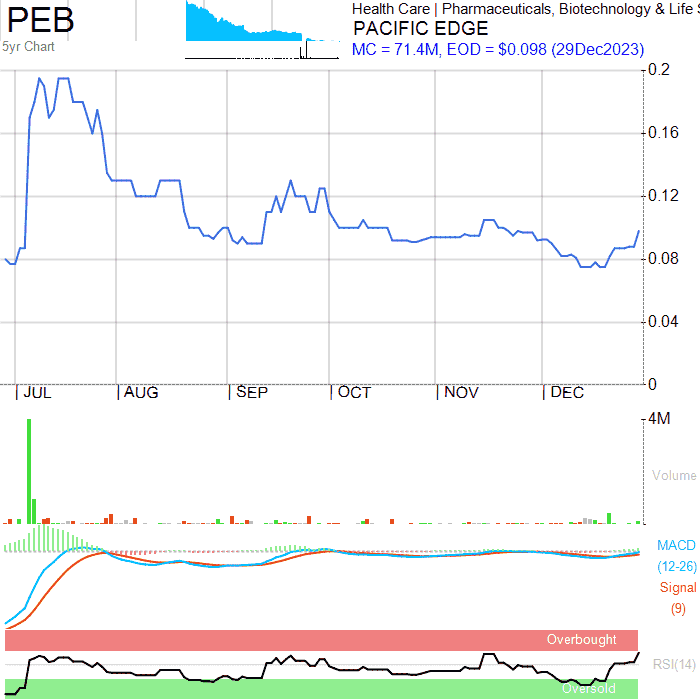 PEB
5yr Chart
Health Care | Pharmaceuticals, Biotechnology & Life S
PACIFIC EDGE
MC = 71.4M, EOD = $0.098 (29Dec2023)
0.2
0.16
0.12
0.08
0.04
0
| JUL | AUG | SEP | OCT | NOV | DEC
4M
Volume
MACD
(12-26)
Signal
(9)
Overbought
RSI(14)
Oversold